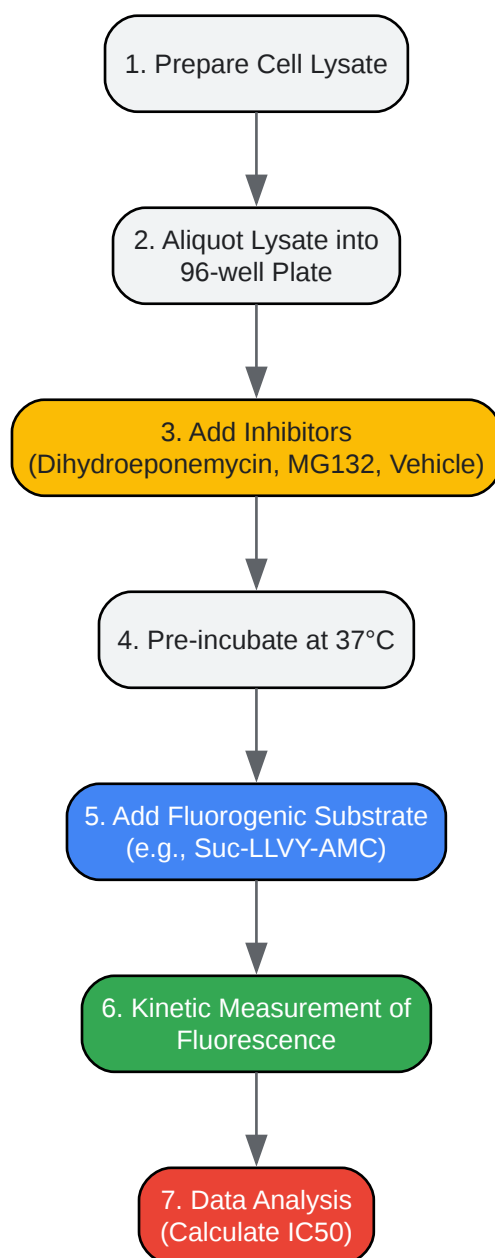 1. Prepare Cell Lysate
2. Aliquot Lysate into
96-well Plate
3. Add Inhibitors
(Dihydroeponemycin, MG132, Vehicle)
4. Pre-incubate at 37°C
5. Add Fluorogenic Substrate
(e.g., Suc-LLVY-AMC)
6. Kinetic Measurement of
Fluorescence
7. Data Analysis
(Calculate IC50)